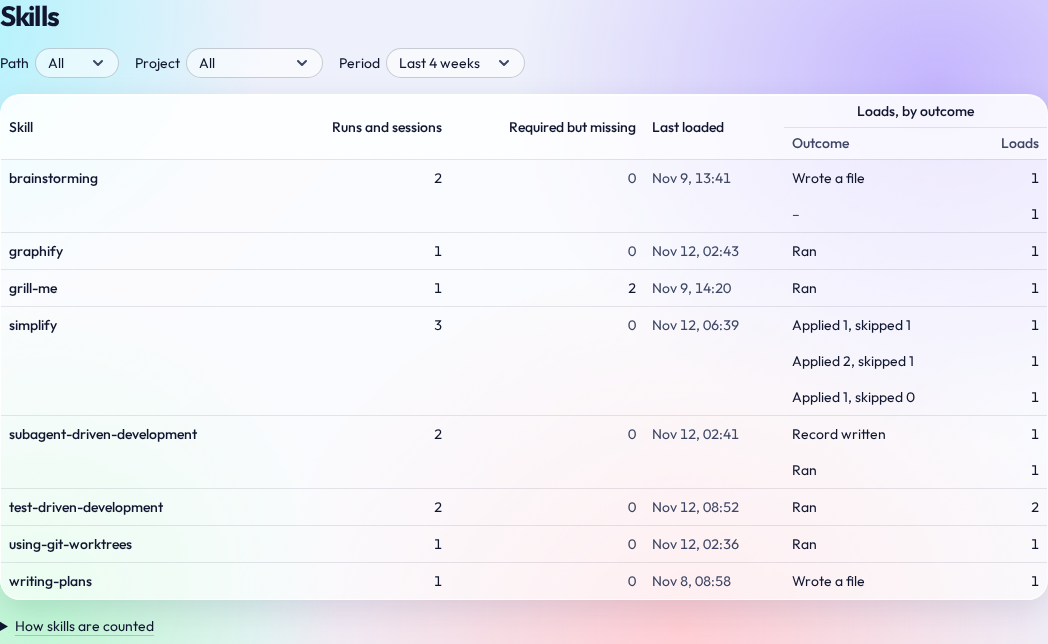 Skills
Path All Project All Period Last 4 weeks
Loads, by outcome
Skill Runs and sessions Required but missing Last loaded
Outcome Loads
brainstorming 2 0 Nov 9, 13:41 Wrote a file 1
– 1
graphify 1 0 Nov 12, 02:43 Ran 1
grill-me 1 2 Nov 9, 14:20 Ran 1
simplify 3 0 Nov 12, 06:39 Applied 1, skipped 1 1
Applied 2, skipped 1 1
Applied 1, skipped 0 1
subagent-driven-development 2 0 Nov 12, 02:41 Record written 1
Ran 1
test-driven-development 2 0 Nov 12, 08:52 Ran 2
using-git-worktrees 1 0 Nov 12, 02:36 Ran 1
writing-plans 1 0 Nov 8, 08:58 Wrote a file 1
How skills are counted